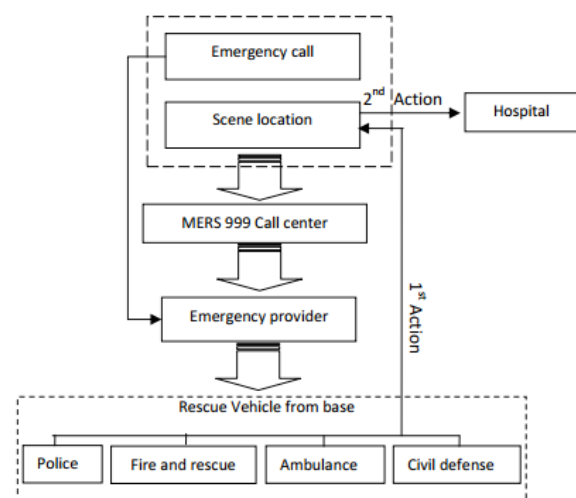 Emergency call
2nd Action
Scene location
Hospital
MERS 999 Call center
1st Action
Emergency provider
Rescue Vehicle from base
Police
Fire and rescue
Ambulance
Civil defense